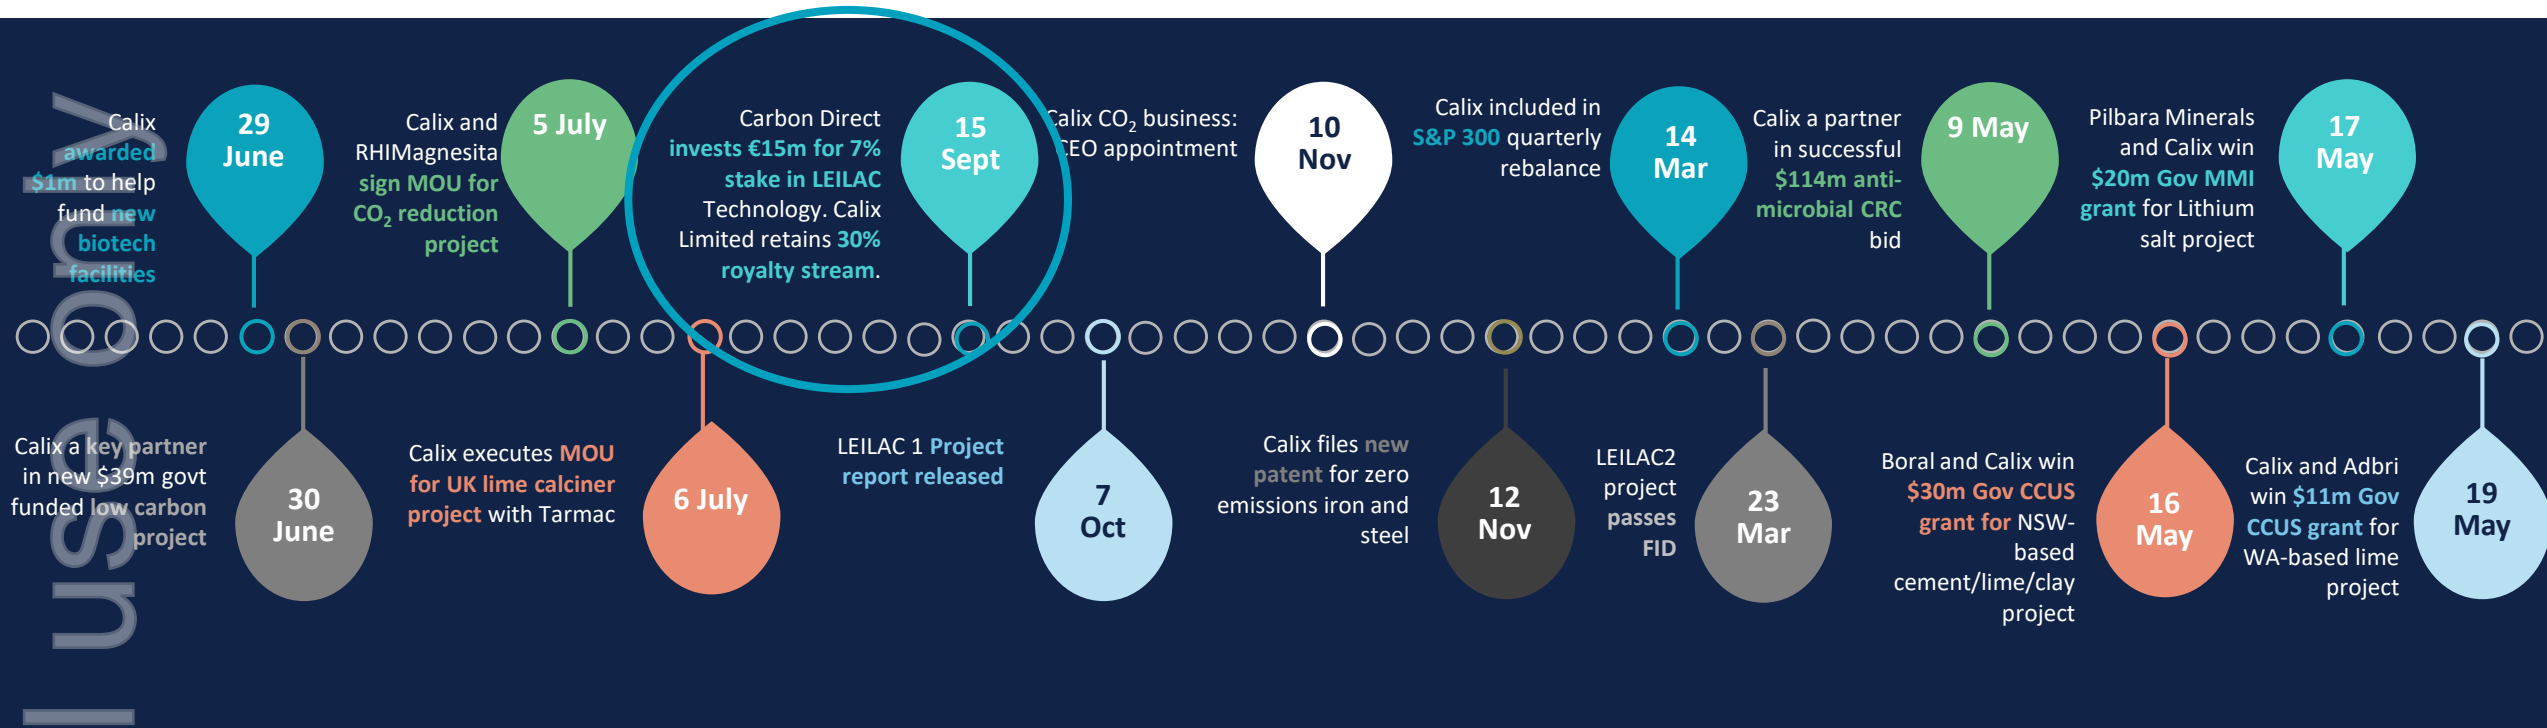 Calix
awarded
$1m to help
fund new
biotech
facilities
29
June
Calix and
RHIMagnesita
sign MOU for
CO₂ reduction
project
5 July
Carbon Direct
invests €15m for 7%
stake in LEILAC
Technology. Calix
Limited retains 30%
royalty stream.
15
Sept
Calix CO₂ business:
CEO appointment
10
Nov
Calix included in
S&P 300 quarterly
rebalance
14
Mar
Calix a partner
in successful
$114m anti-
microbial CRC
bid
9 May
Pilbara Minerals
and Calix win
$20m Gov MMI
grant for Lithium
salt project
17
May
Calix a key partner
in new $39m govt
funded low carbon
project
30
June
Calix executes MOU
for UK lime calciner
project with Tarmac
6 July
LEILAC 1 Project
report released
7
Oct
Calix files new
patent for zero
emissions iron and
steel
12
Nov
LEILAC2
project
passes
FID
23
Mar
Boral and Calix win
$30m Gov CCUS
grant for NSW-
based
cement/lime/clay
project
16
May
Calix and Adbri
win $11m Gov
CCUS grant for
WA-based lime
project
19
May
use only